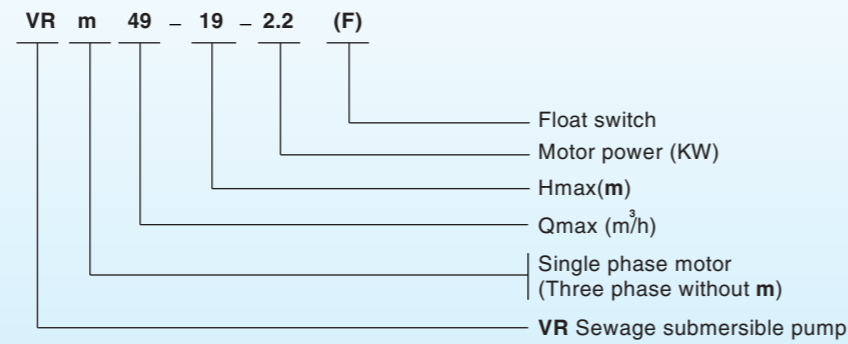 VR m 49 – 19 – 2.2 (F)
Float switch
Motor power (KW)
Hmax(m)
Qmax (m³/h)
Single phase motor
(Three phase without m)
VR Sewage submersible pump